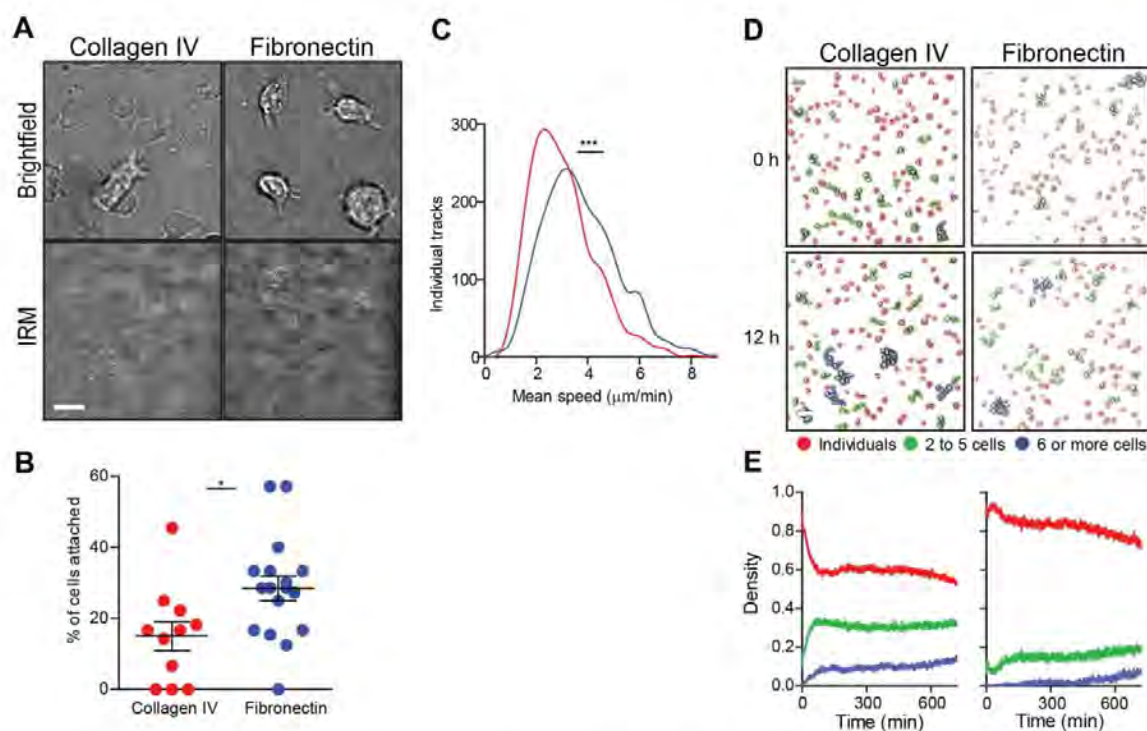 A
Collagen IV Fibronectin
Brightfield
IRM
B
60
40
20
0
% of cells attached
*
Collagen IV Fibronectin
C
300
200
100
0
Individual tracks
***
0 2 4 6 8
Mean speed (μm/min)
D
Collagen IV Fibronectin
0 h
12 h
Individuals 2 to 5 cells 6 or more cells
E
1.0
0.8
0.6
0.4
0.2
0.0
Density
0 300 600 0 300 600
Time (min) Time (min)